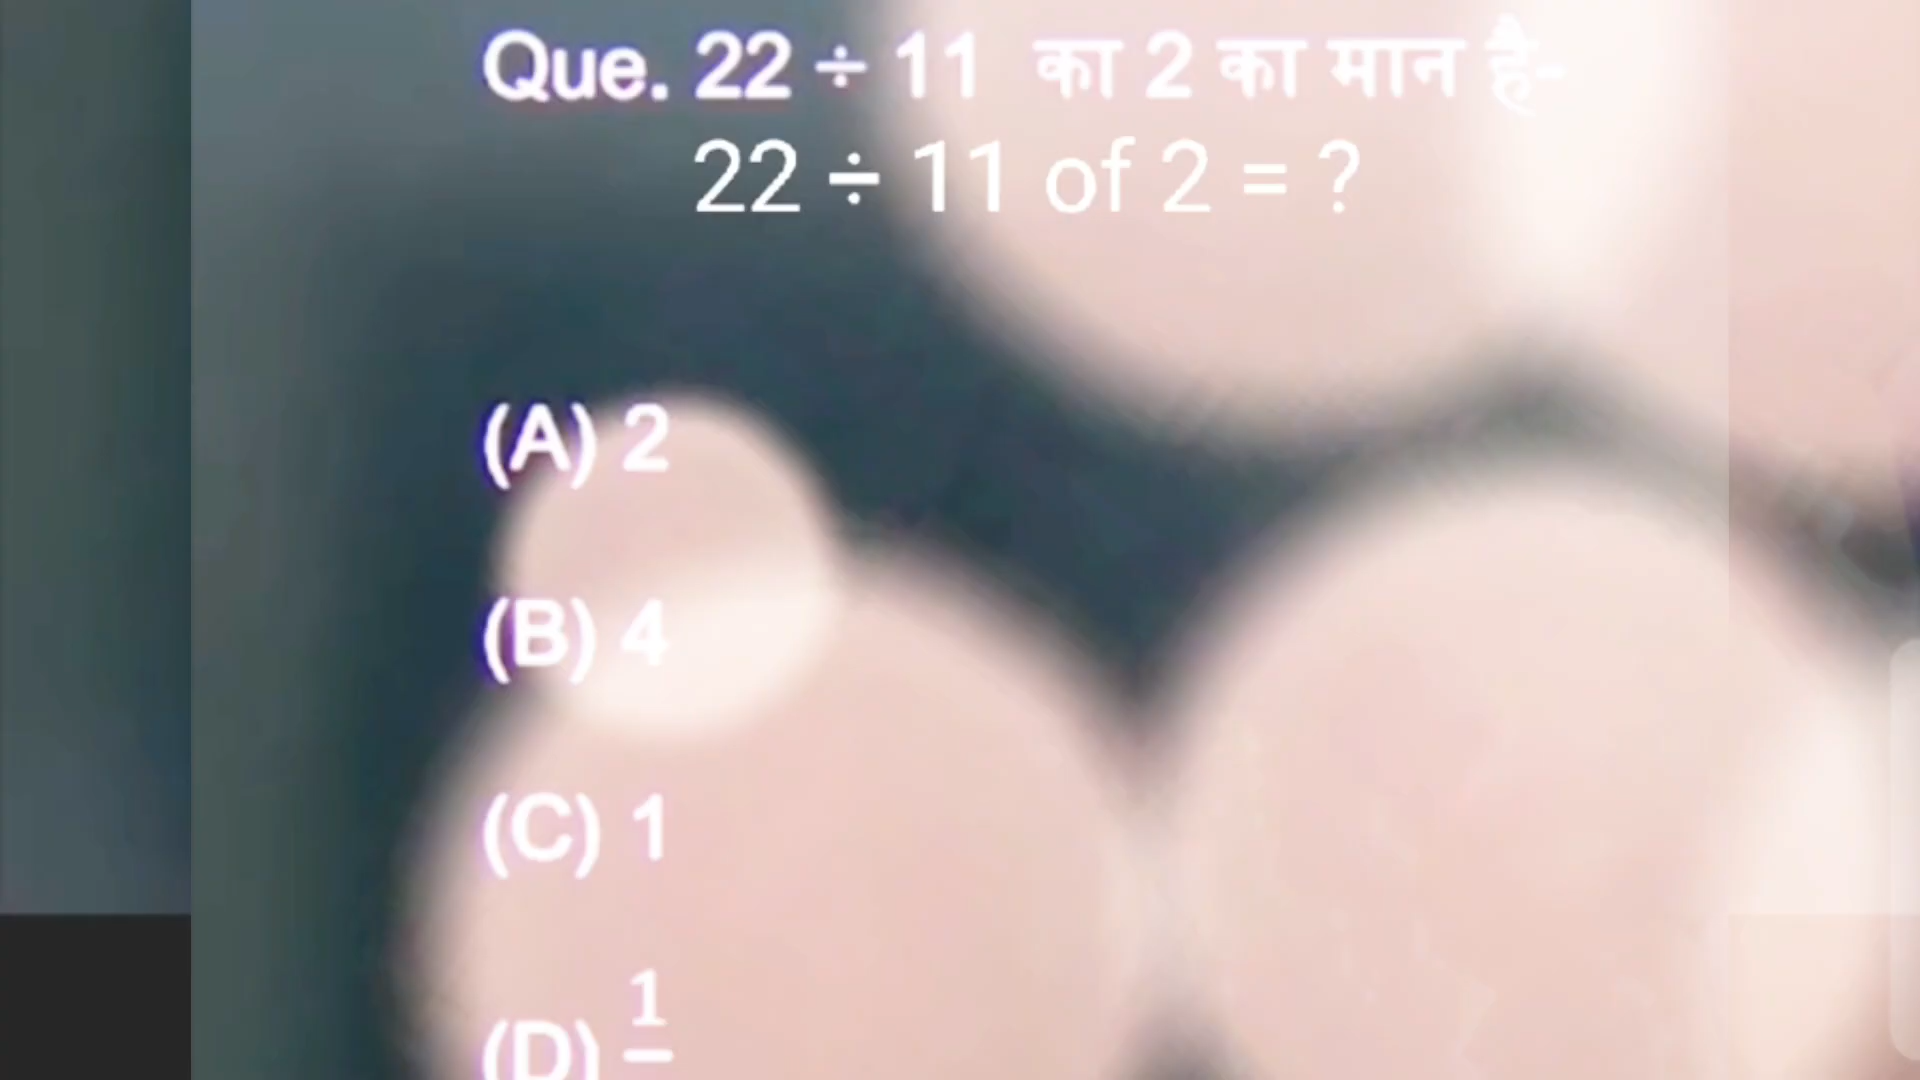 Que. 22 ÷ 11 का 2 का मान है-
22 ÷ 11 of 2 = ?
(A) 2
(B) 4
(C) 1
(D) 1